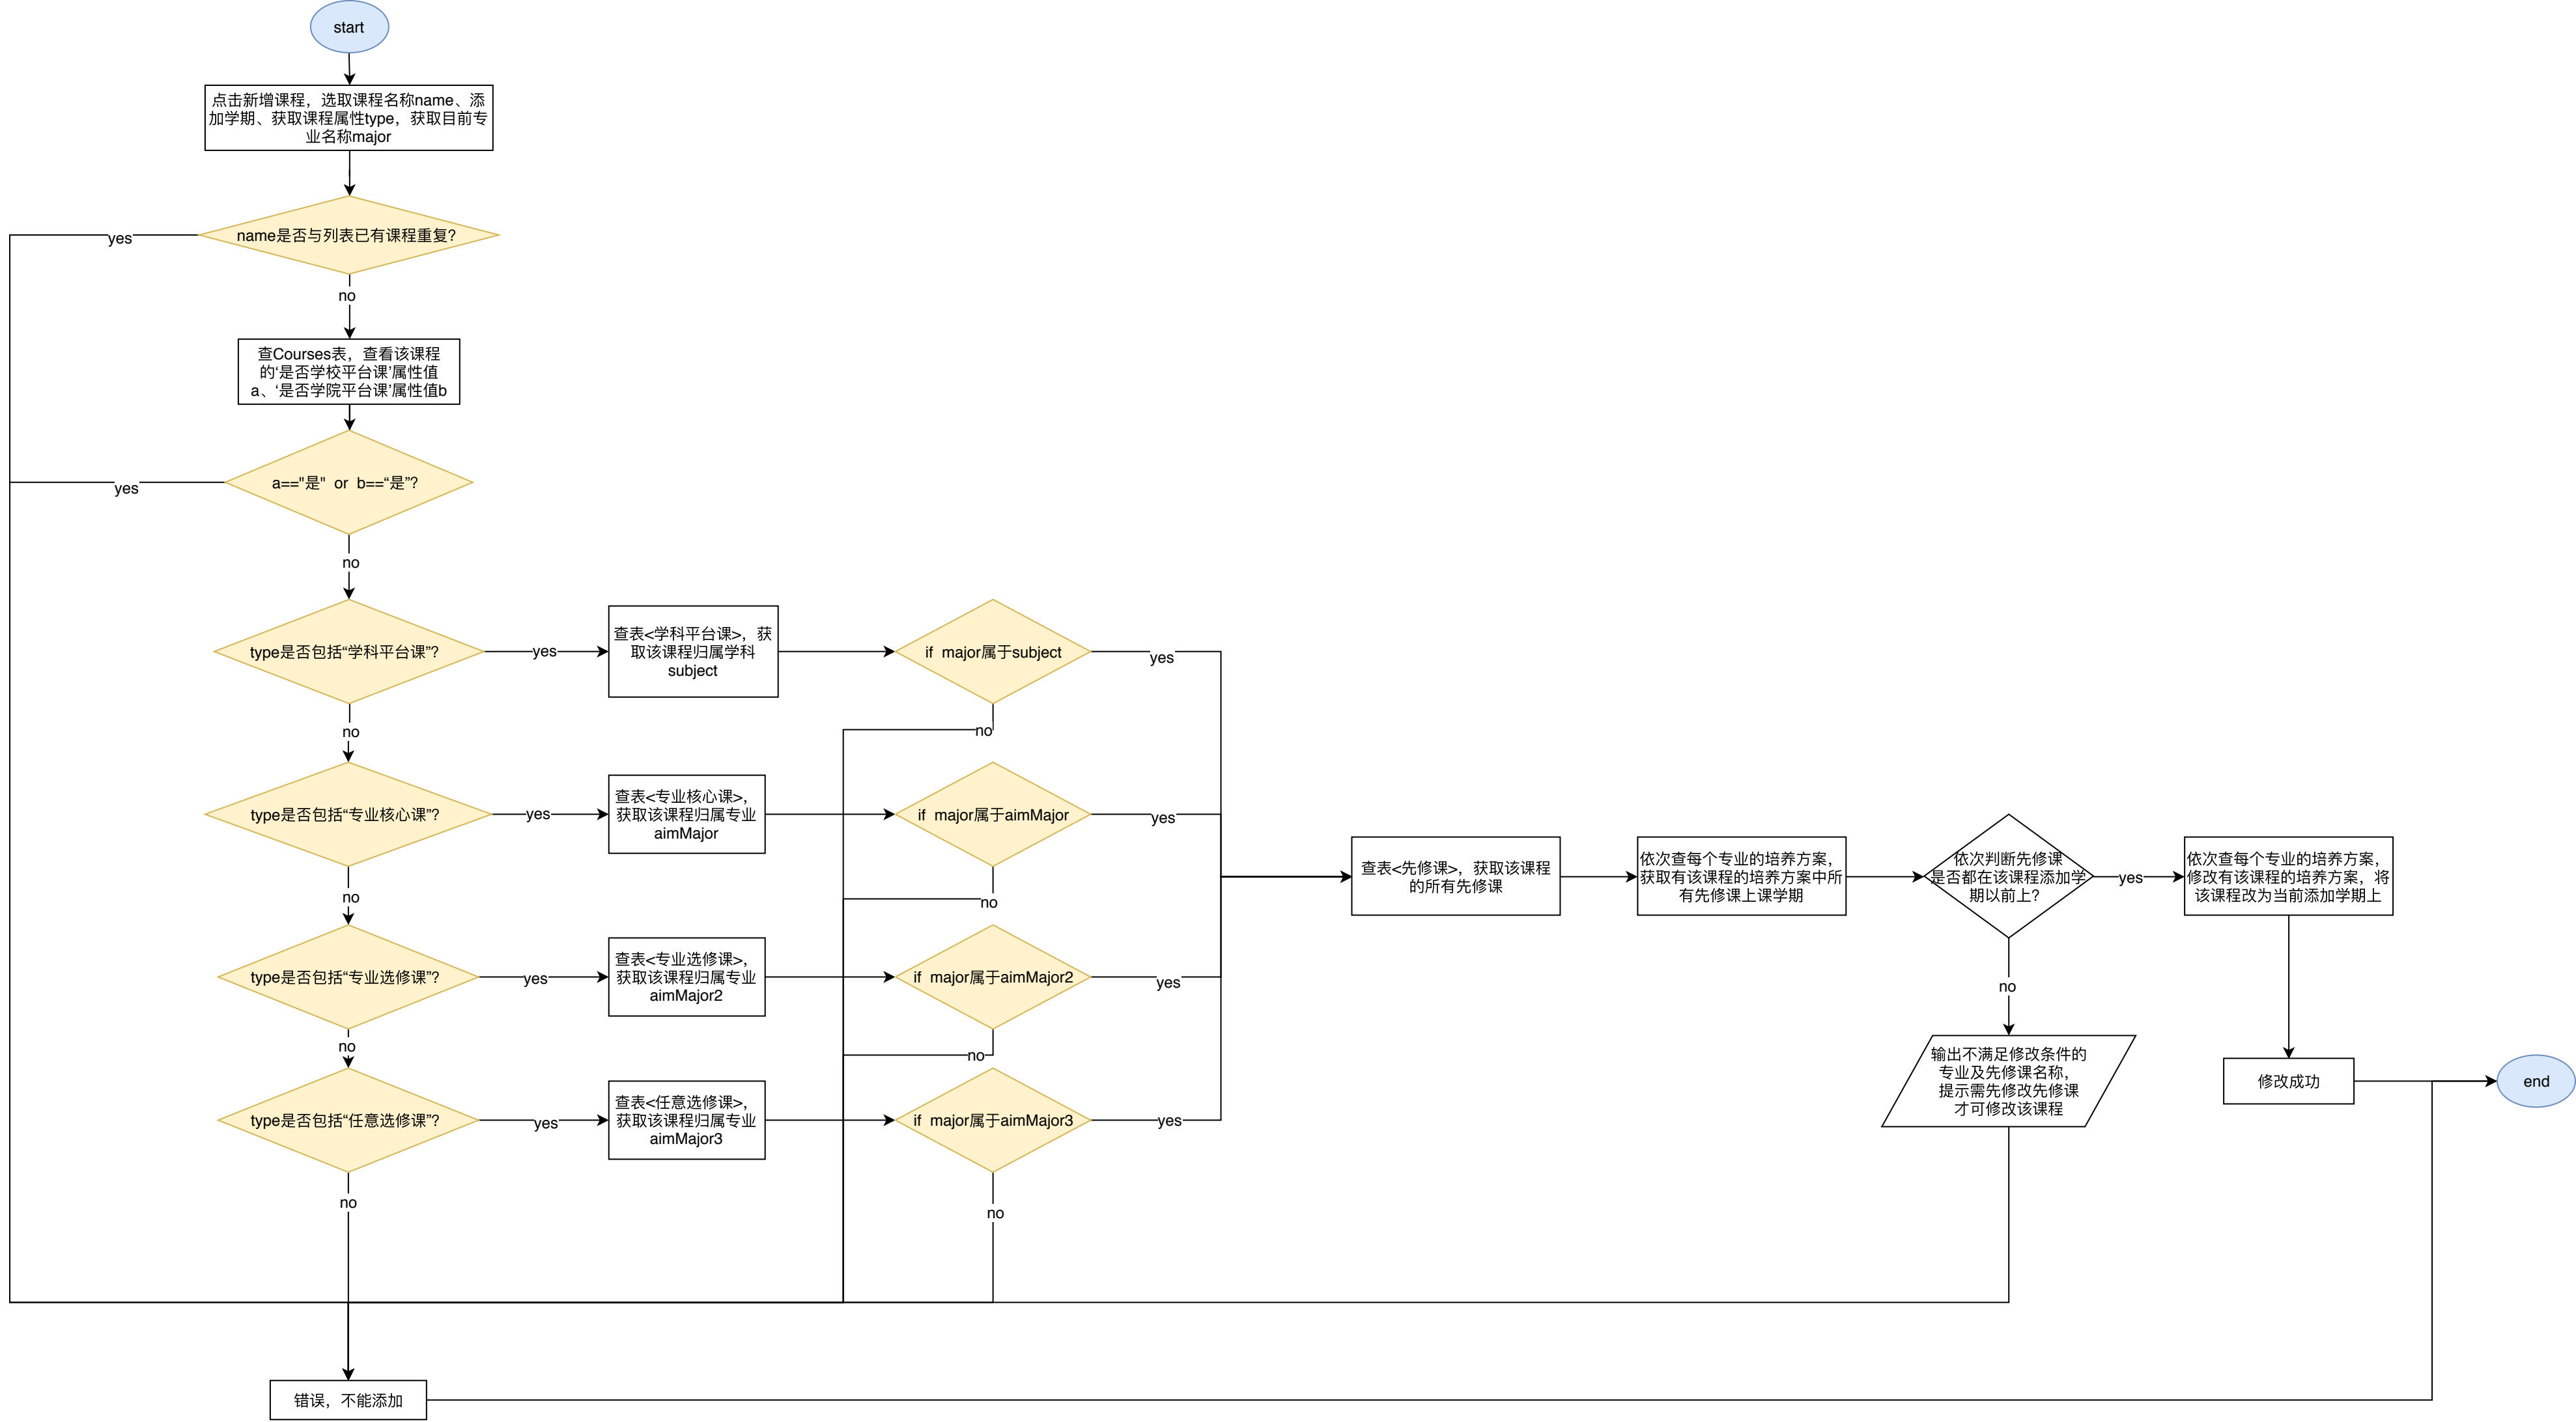 start
点击新增课程，选取课程名称name、添
加学期、获取课程属性type，获取目前专
业名称major
name是否与列表已有课程重复？
yes
no
查Courses表，查看该课程
的‘是否学校平台课’属性值
a、‘是否学院平台课’属性值b
a=="是" or b==“是”？
yes
no
type是否包括“学科平台课”？
yes
查表<学科平台课>，获
取该课程归属学科
subject
if major属于subject
yes
no
no
type是否包括“专业核心课”？
yes
查表<专业核心课>，
获取该课程归属专业
aimMajor
if major属于aimMajor
yes
no
no
type是否包括“专业选修课”？
yes
查表<专业选修课>，
获取该课程归属专业
aimMajor2
if major属于aimMajor2
yes
no
no
type是否包括“任意选修课”？
yes
查表<任意选修课>，
获取该课程归属专业
aimMajor3
if major属于aimMajor3
yes
no
no
查表<先修课>，获取该课程
的所有先修课
依次查每个专业的培养方案，
获取有该课程的培养方案中所
有先修课上课学期
依次判断先修课
是否都在该课程添加学
期以前上？
yes
依次查每个专业的培养方案，
修改有该课程的培养方案，将
该课程改为当前添加学期上
no
输出不满足修改条件的
专业及先修课名称，
提示需先修改先修课
才可修改该课程
修改成功
end
错误，不能添加